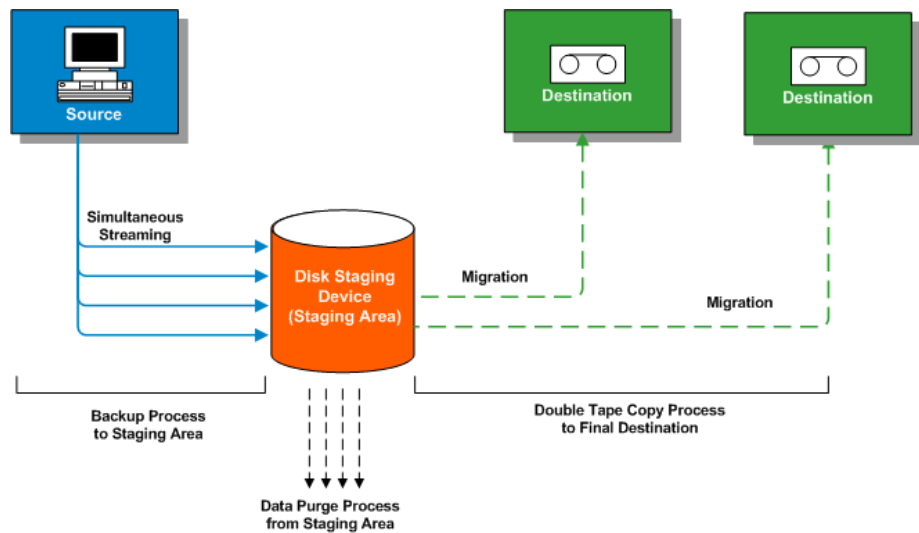 Source
Destination
Destination
Simultaneous
Streaming
Disk Staging
Device
(Staging Area)
Migration
Migration
Backup Process
to Staging Area
Double Tape Copy Process
to Final Destination
Data Purge Process
from Staging Area